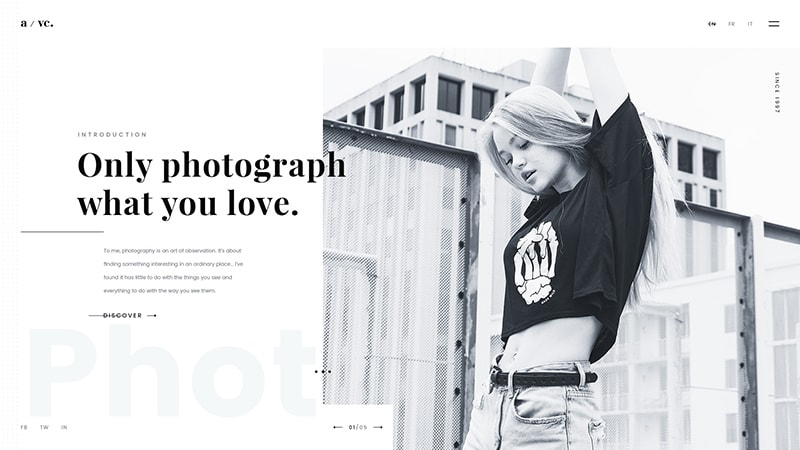 a / vc.
EN FR IT
SINCE 1997
INTRODUCTION
Only photograph
what you love.
To me, photography is an art of observation. It's about
finding something interesting in an ordinary place... I've
found it has little to do with the things you see and
everything to do with the way you see them.
DISCOVER
Phot
FB TW IN
01/05